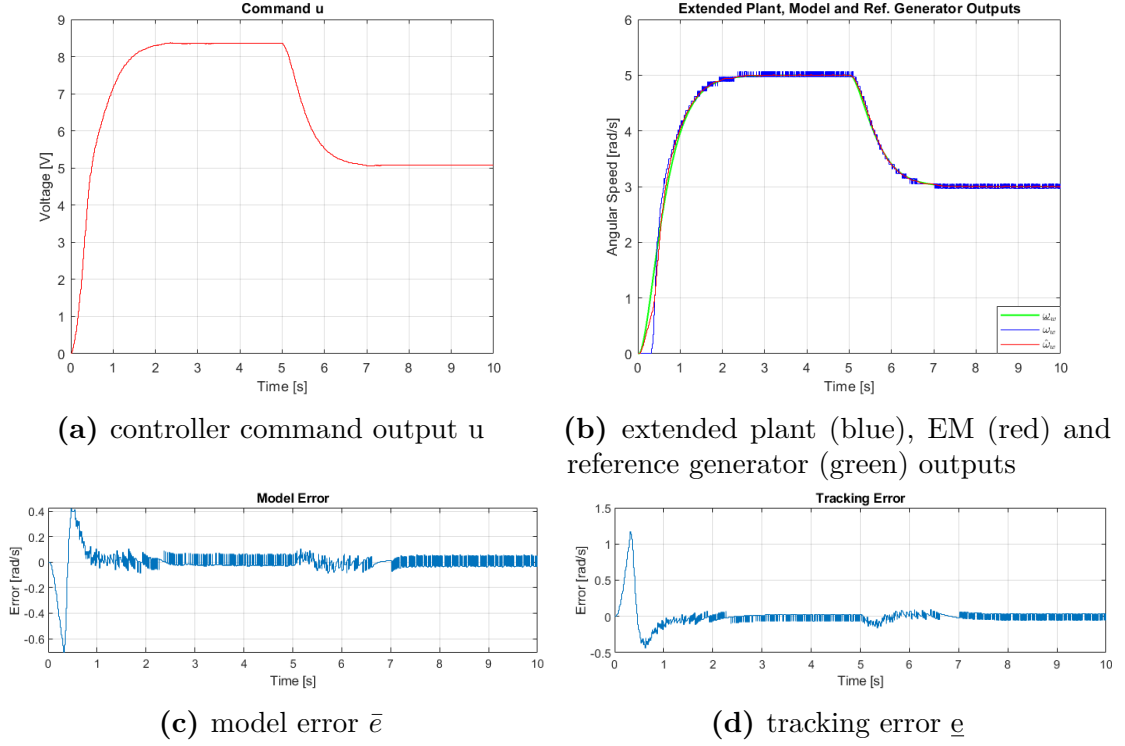 Command u
9
8
7
6
5
4
3
2
1
0
Voltage [V]
0 1 2 3 4 5 6 7 8 9 10
Time [s]
Extended Plant, Model and Ref. Generator Outputs
6
5
4
3
2
1
0
Angular Speed [rad/s]
0 1 2 3 4 5 6 7 8 9 10
Time [s]
ω̲_w
ω_w
ω̂_w
(a) controller command output u
(b) extended plant (blue), EM (red) and
reference generator (green) outputs
Model Error
0.4
0.2
0
-0.2
-0.4
-0.6
Error [rad/s]
0 1 2 3 4 5 6 7 8 9 10
Time [s]
Tracking Error
1.5
1
0.5
0
-0.5
Error [rad/s]
0 1 2 3 4 5 6 7 8 9 10
Time [s]
(c) model error ē
(d) tracking error e̲